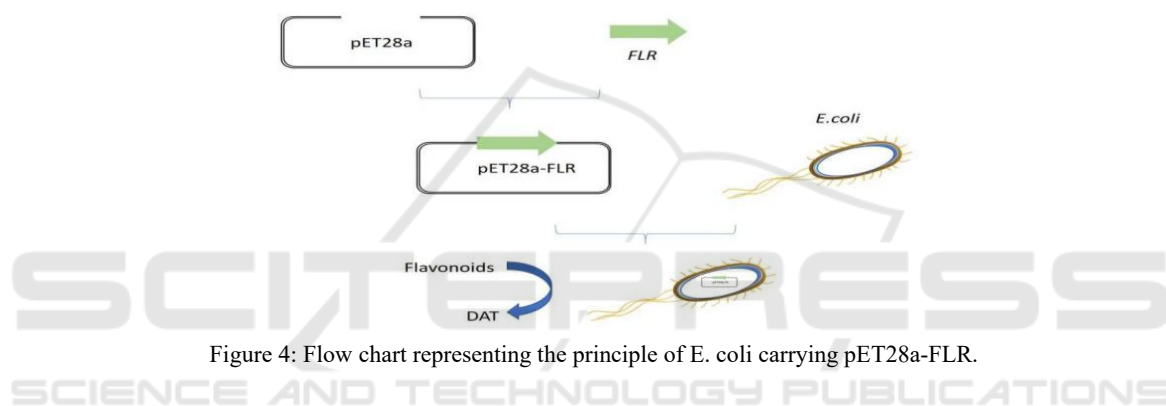 pET28a
FLR
E.coli
pET28a-FLR
Flavonoids
DAT
Figure 4: Flow chart representing the principle of E. coli carrying pET28a-FLR.
SCITEPRESS
SCIENCE AND TECHNOLOGY PUBLICATIONS